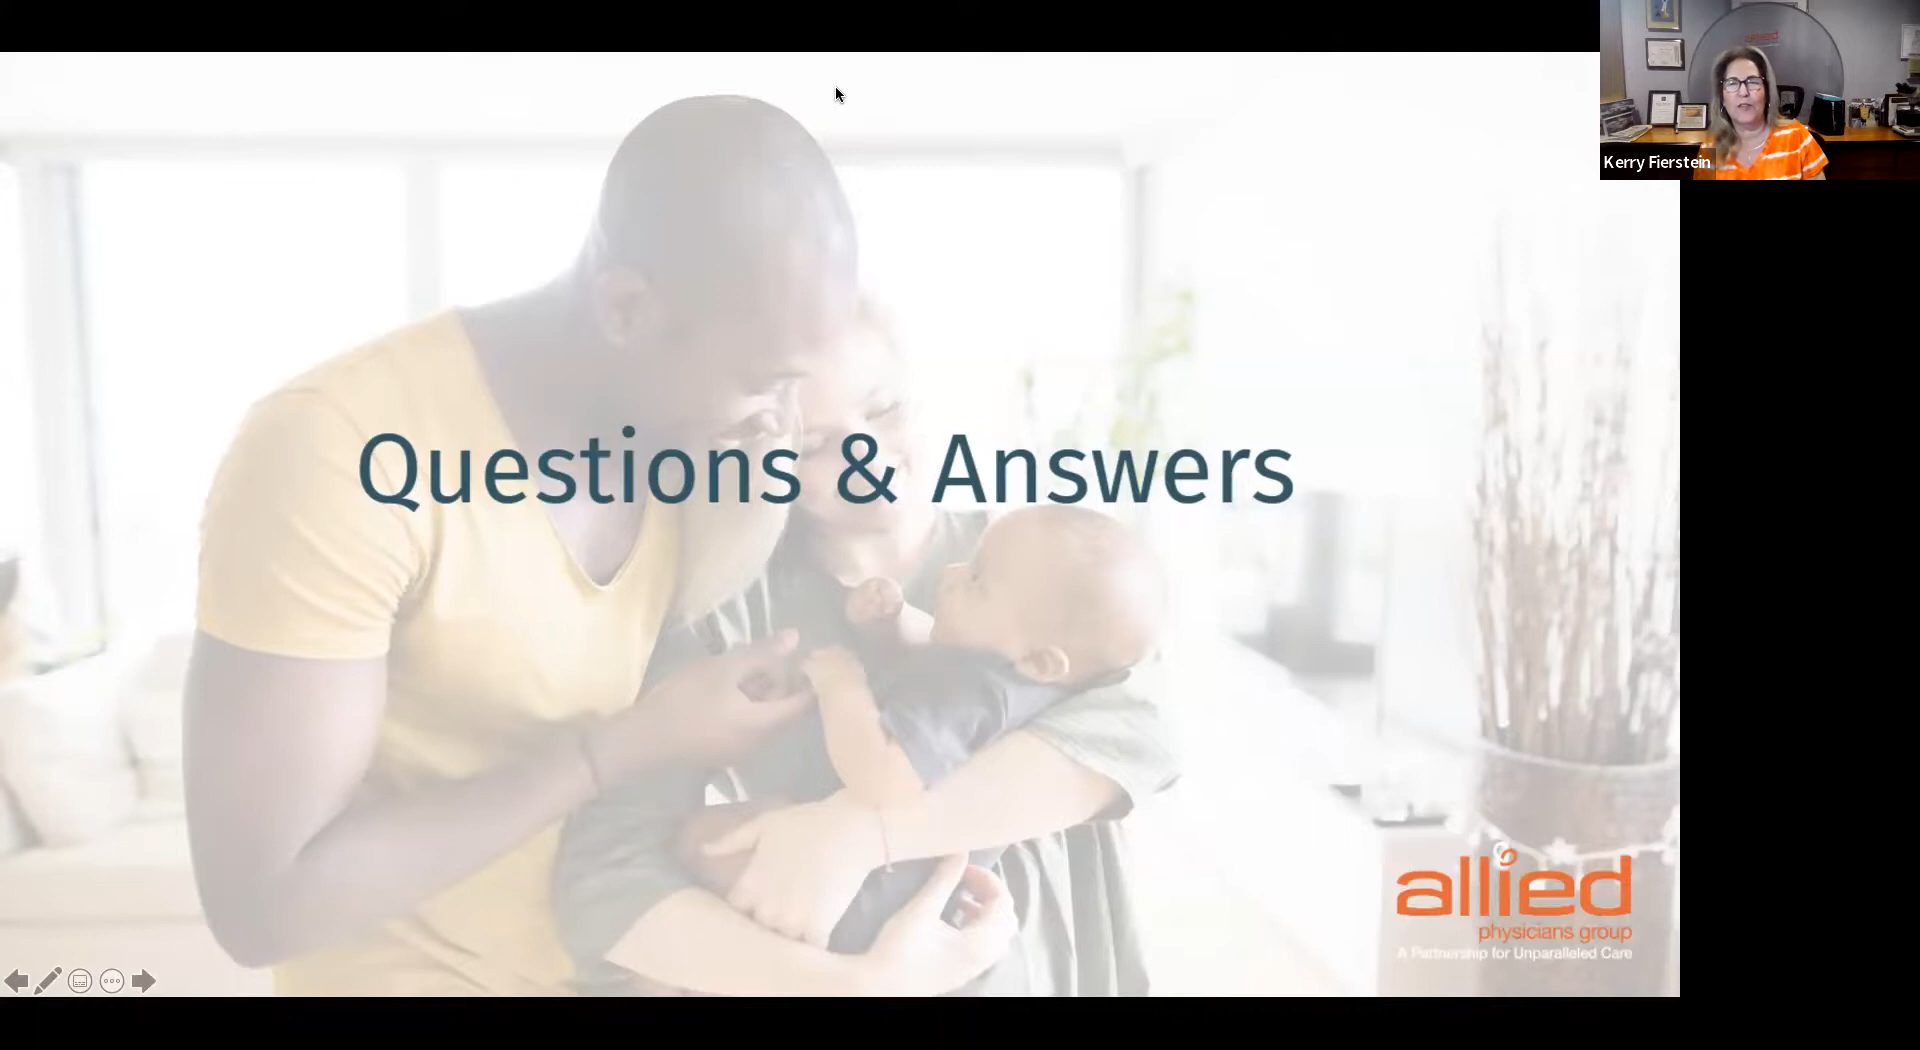 Kerry Fierstein
Questions & Answers
allied
physicians group
A Partnership for Unparalleled Care